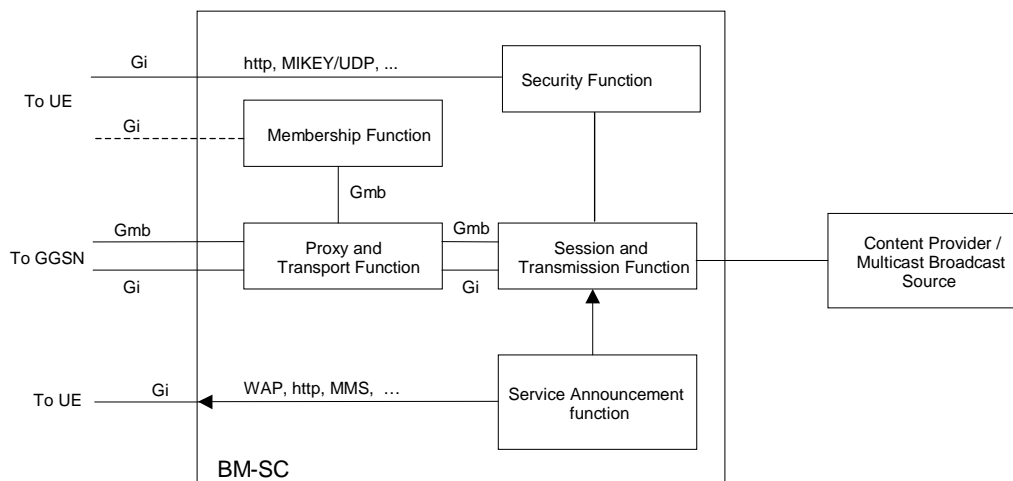 Gi
http, MIKEY/UDP, ...
Security Function
To UE
Gi
Membership Function
Gmb
Gmb
Proxy and
Transport Function
Gmb
Session and
Transmission Function
To GGSN
Gi
Gi
Content Provider /
Multicast Broadcast
Source
Gi
WAP, http, MMS, ...
Service Announcement
function
To UE
BM-SC